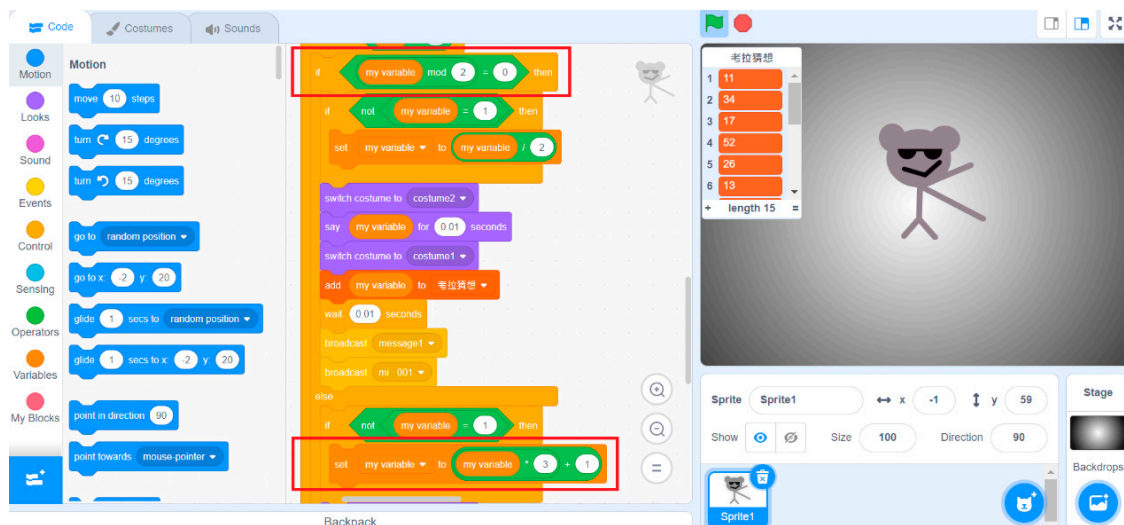 Code
Costumes
Sounds
Motion
Looks
Sound
Events
Control
Sensing
Operators
Variables
My Blocks
Motion
move 10 steps
turn 15 degrees
turn 15 degrees
go to random position
go to x: -2 y: 20
glide 1 secs to random position
glide 1 secs to x: -2 y: 20
point in direction 90
point towards mouse-pointer
if my variable mod 2 = 0 then
if not my variable = 1 then
set my variable to my variable / 2
switch costume to costume2
say my variable for 0.01 seconds
switch costume to costume1
add my variable to 考拉猜想
wait 0.01 seconds
broadcast message1
broadcast mi 001
else
if not my variable = 1 then
set my variable to my variable * 3 + 1
Backpack
考拉猜想
1 11
2 34
3 17
4 52
5 26
6 13
+ length 15 =
Sprite Sprite1 x -1 y 59
Show Size 100 Direction 90
Sprite1
Stage
Backdrops